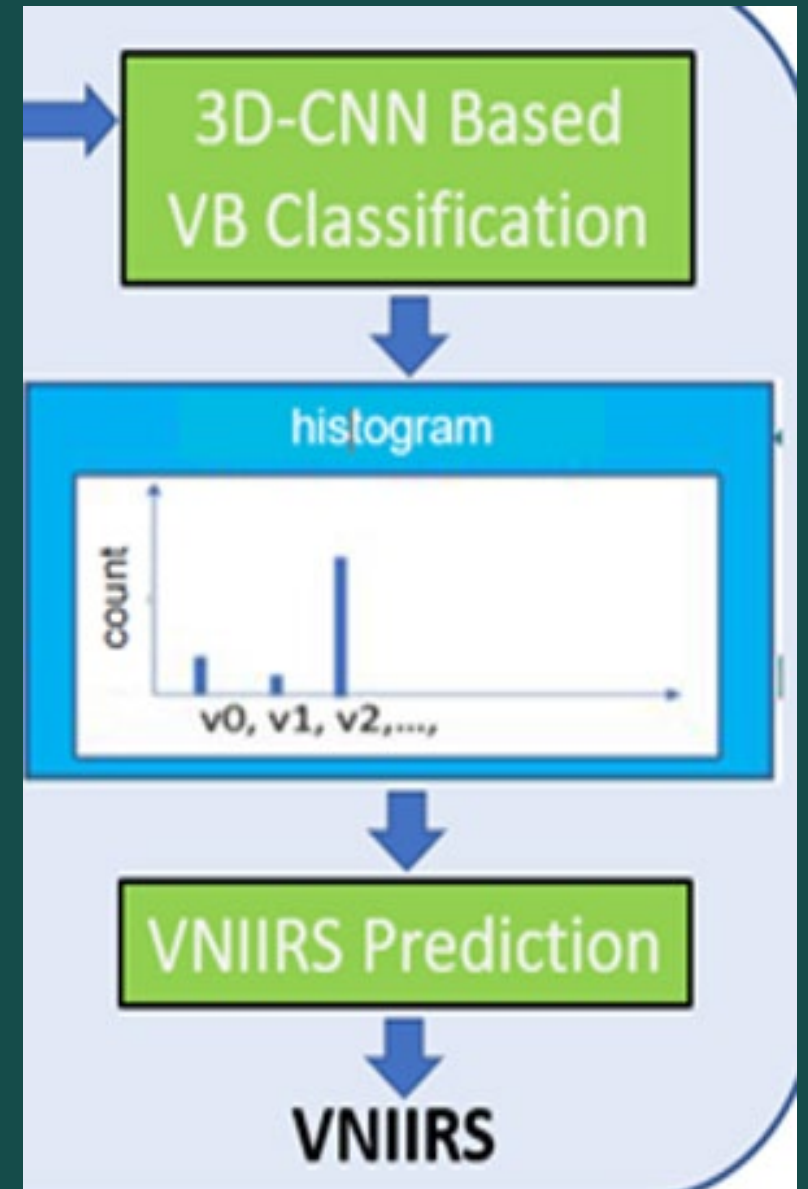 3D-CNN Based
VB Classification
histogram
count
v0, v1, v2,...,
VNIIRS Prediction
VNIIRS